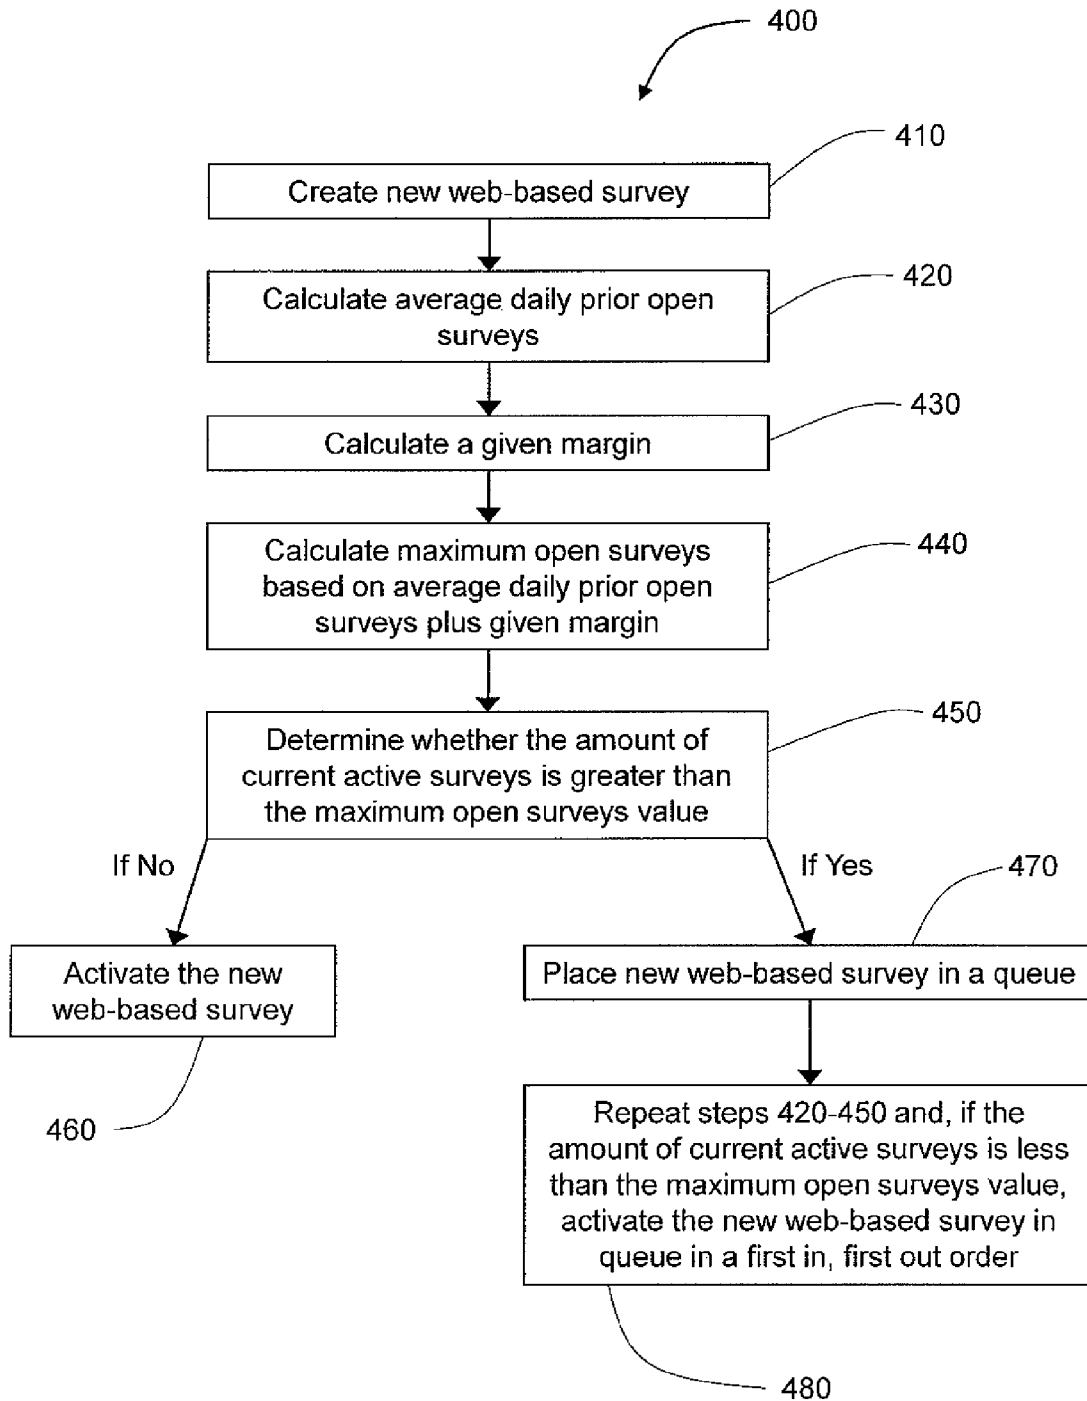 400
410
Create new web-based survey
420
Calculate average daily prior open
surveys
430
Calculate a given margin
440
Calculate maximum open surveys
based on average daily prior open
surveys plus given margin
450
Determine whether the amount of
current active surveys is greater than
the maximum open surveys value
If No
If Yes
470
Activate the new
web-based survey
Place new web-based survey in a queue
460
Repeat steps 420-450 and, if the
amount of current active surveys is less
than the maximum open surveys value,
activate the new web-based survey in
queue in a first in, first out order
480